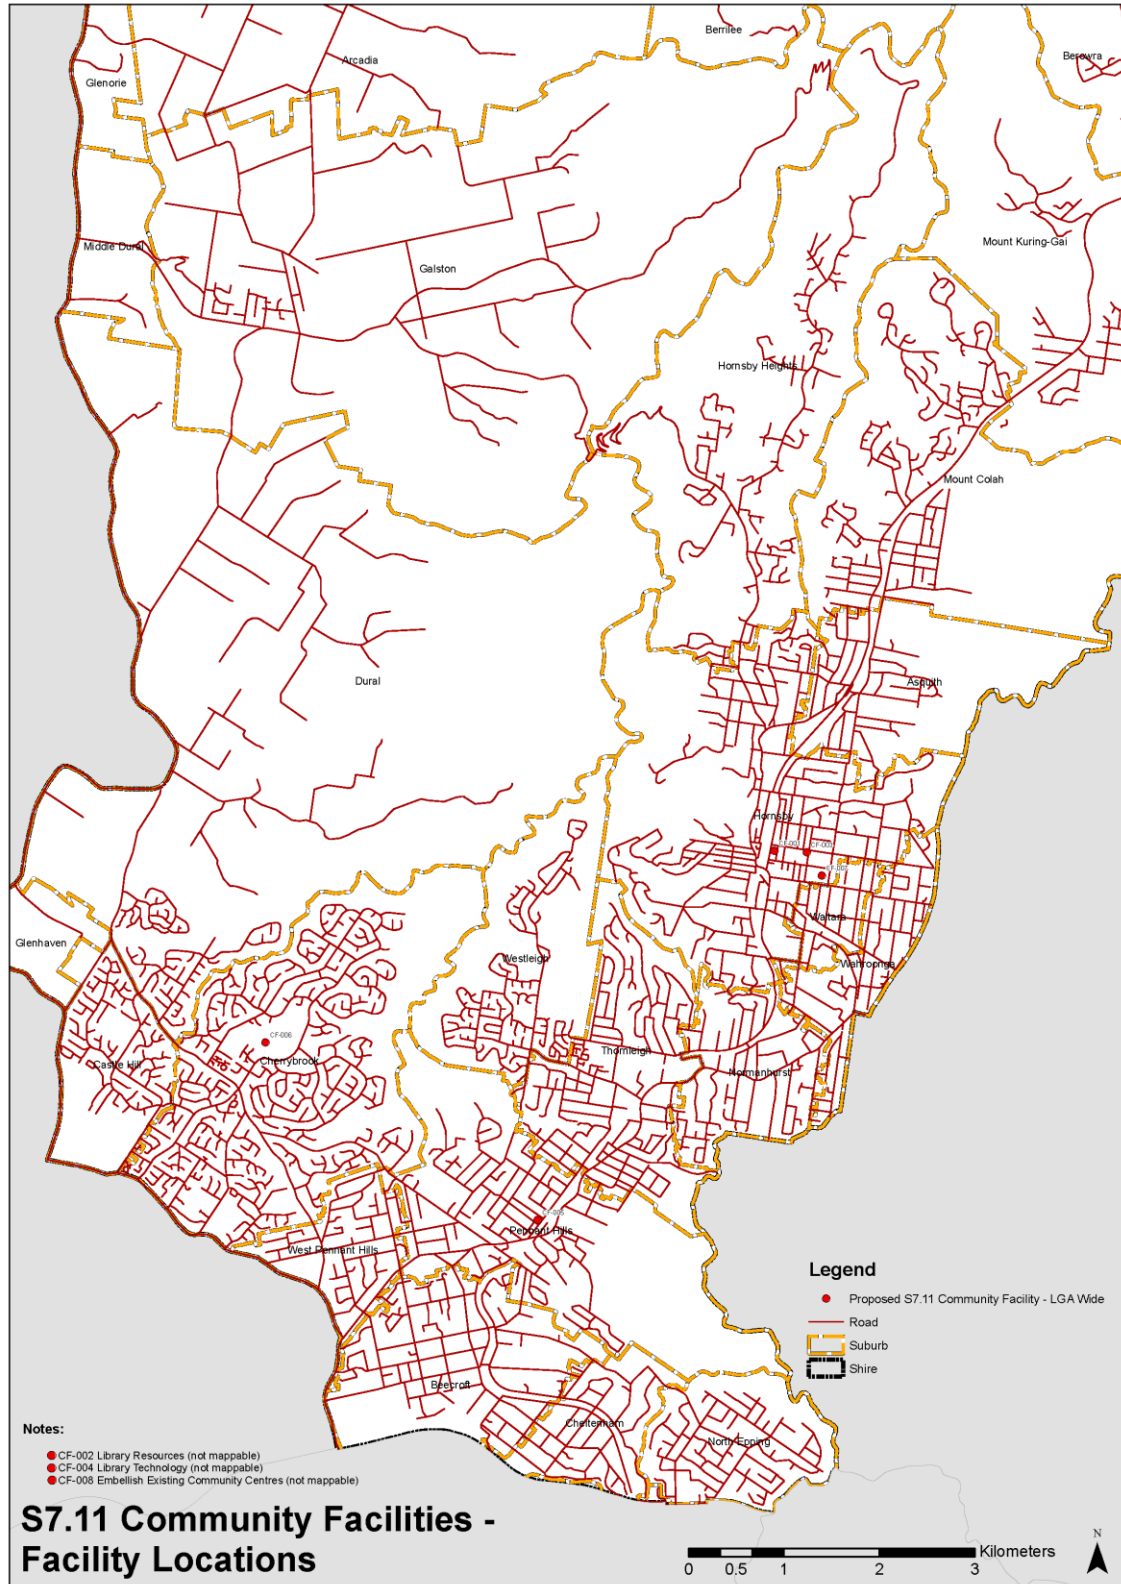 Berrilee
Arcadia
Berowra
Glenorie
Mount Kuring-Gai
Middle Dural
Galston
Hornsby Heights
Mount Colah
Dural
Asquith
Hornsby
Waitara
Glenhaven
Westleigh
Wahroonga
CF-006
Cherrybrook
Castle Hill
Thornleigh
Normanhurst
CF-005
Pennant Hills
West Pennant Hills
Legend
Proposed S7.11 Community Facility - LGA Wide
Road
Suburb
Shire
Beecroft
Cheltenham
North Epping
Notes:
CF-002 Library Resources (not mappable)
CF-004 Library Technology (not mappable)
CF-008 Embellish Existing Community Centres (not mappable)
S7.11 Community Facilities -
Facility Locations
Kilometers
0 0.5 1 2 3
N